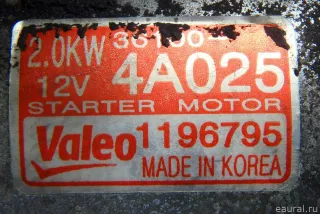 2.0KW 36100-
12V 4A025
STARTER MOTOR
Valeo 1196795
MADE IN KOREA
eaural.ru